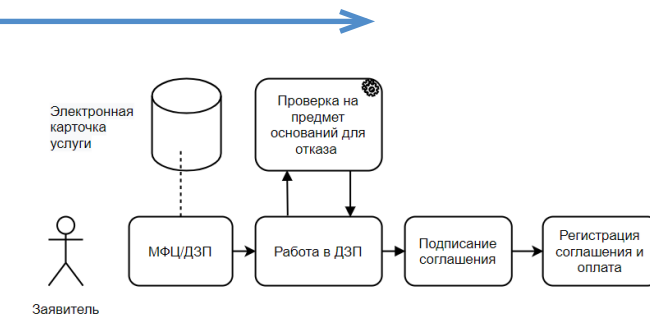 Электронная
карточка
услуги
Проверка на
предмет
оснований для
отказа
МФЦ/ДЗП
Работа в ДЗП
Подписание
соглашения
Регистрация
соглашения и
оплата
Заявитель